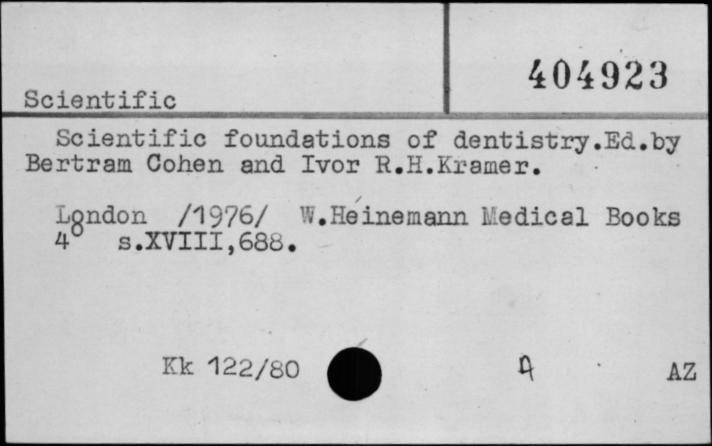 404923
Scientific
Scientific foundations of dentistry.Ed.by
Bertram Cohen and Ivor R.H.Kramer.
London /1976/ W.Heinemann Medical Books
4° s.XVIII,688.
Kk 122/80 AZ